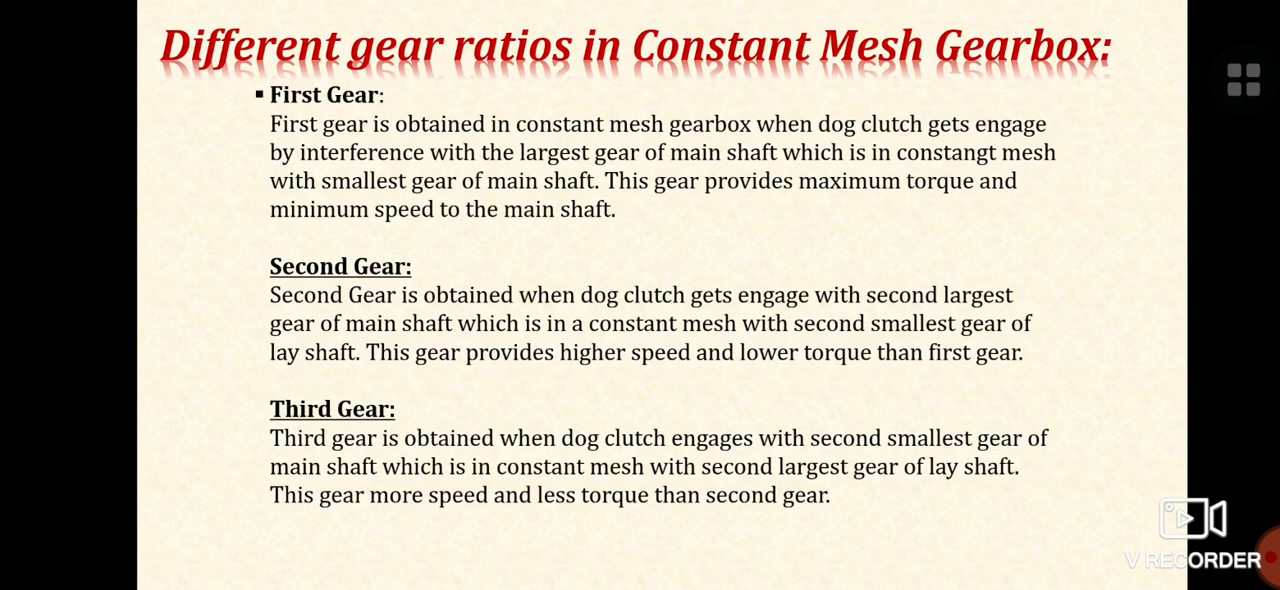 Different gear ratios in Constant Mesh Gearbox:
▪ First Gear:
First gear is obtained in constant mesh gearbox when dog clutch gets engage
by interference with the largest gear of main shaft which is in constangt mesh
with smallest gear of main shaft. This gear provides maximum torque and
minimum speed to the main shaft.
Second Gear:
Second Gear is obtained when dog clutch gets engage with second largest
gear of main shaft which is in a constant mesh with second smallest gear of
lay shaft. This gear provides higher speed and lower torque than first gear.
Third Gear:
Third gear is obtained when dog clutch engages with second smallest gear of
main shaft which is in constant mesh with second largest gear of lay shaft.
This gear more speed and less torque than second gear.
V RECORDER